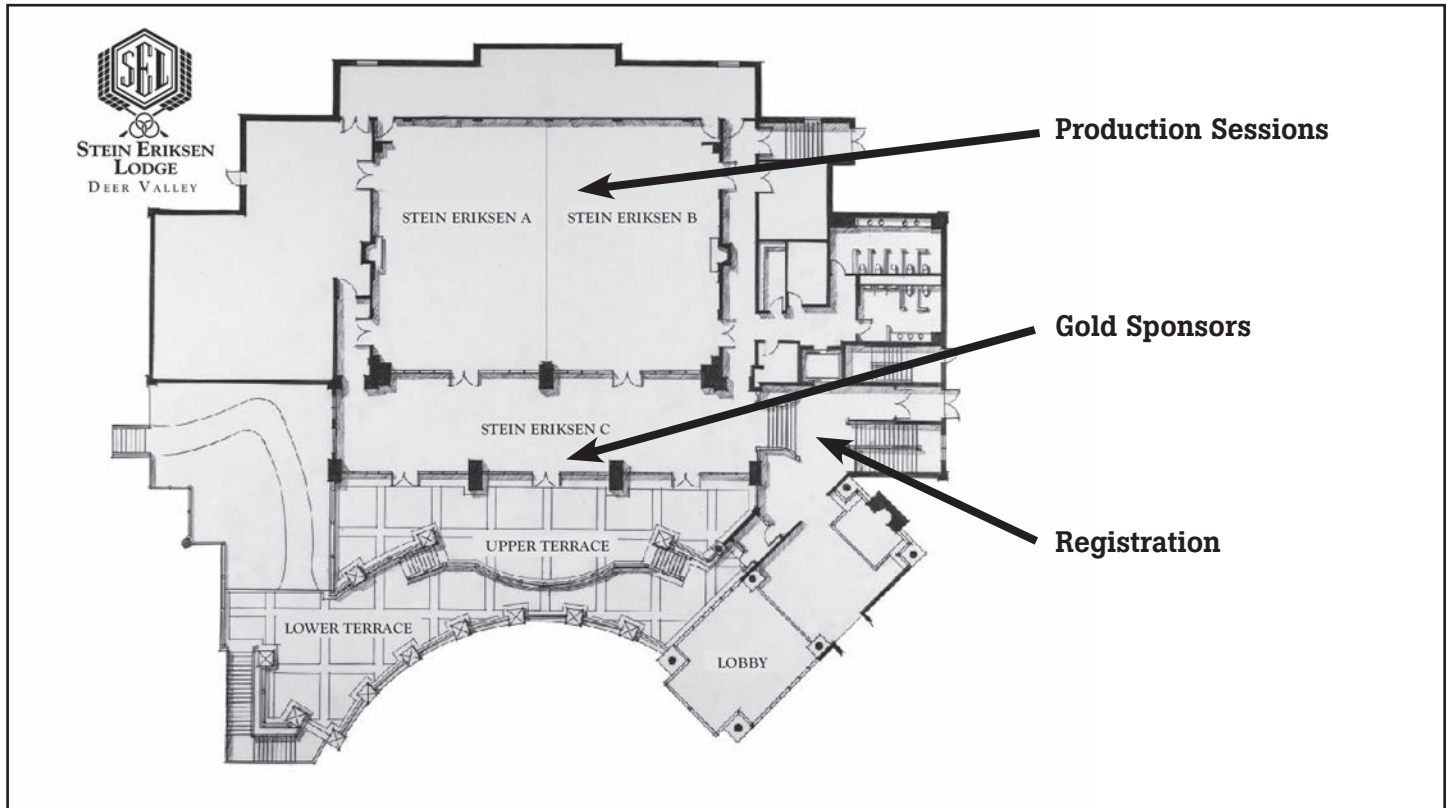 SEL
STEIN ERIKSEN
LODGE
DEER VALLEY
Production Sessions
STEIN ERIKSEN A
STEIN ERIKSEN B
Gold Sponsors
STEIN ERIKSEN C
UPPER TERRACE
Registration
LOWER TERRACE
LOBBY